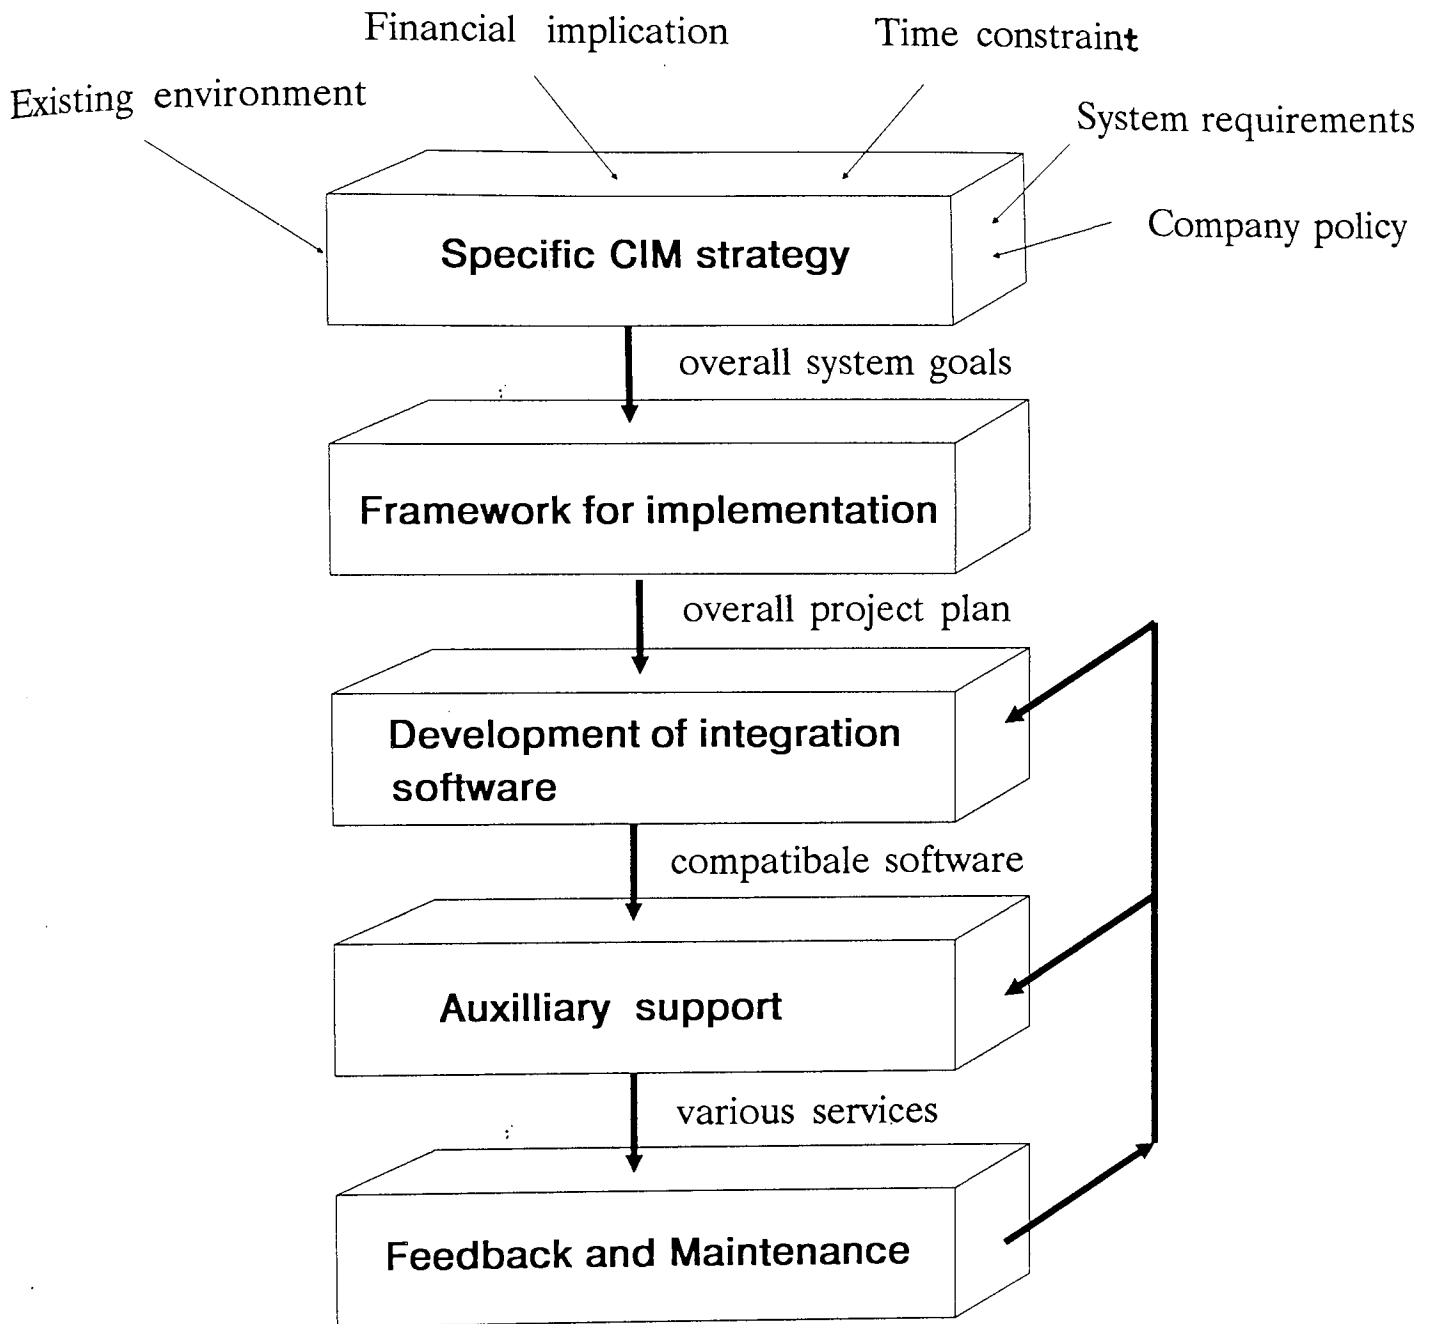 Financial implication
Time constraint
Existing environment
System requirements
Company policy
Specific CIM strategy
overall system goals
Framework for implementation
overall project plan
Development of integration
software
compatibale software
Auxilliary support
various services
Feedback and Maintenance